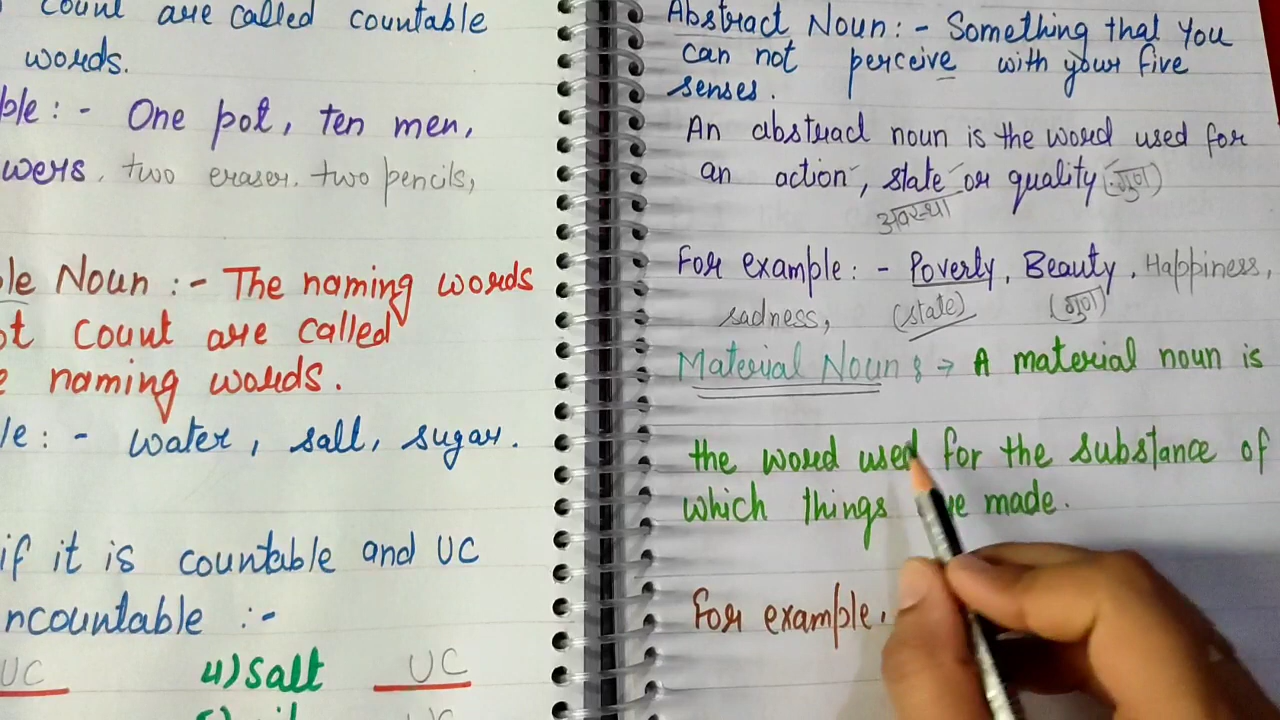 count are called countable
words.
ple: - One pot, ten men,
wers, two eraser. two pencils,
le Noun :- The naming words
ot count are called
e naming words.
le: - water, salt, sugar.
if it is countable and UC
ncountable :-
UC 4) Salt UC
Abstract Noun: - Something that You
can not perceive with your five
senses.
An abstract noun is the word used for
an action, state or quality (गुण)
अवस्था
For example: - Poverty, Beauty, Happiness,
sadness, (state) (गुण)
Material Noun : → A material noun is
the word used for the substance of
which things made.
For example.